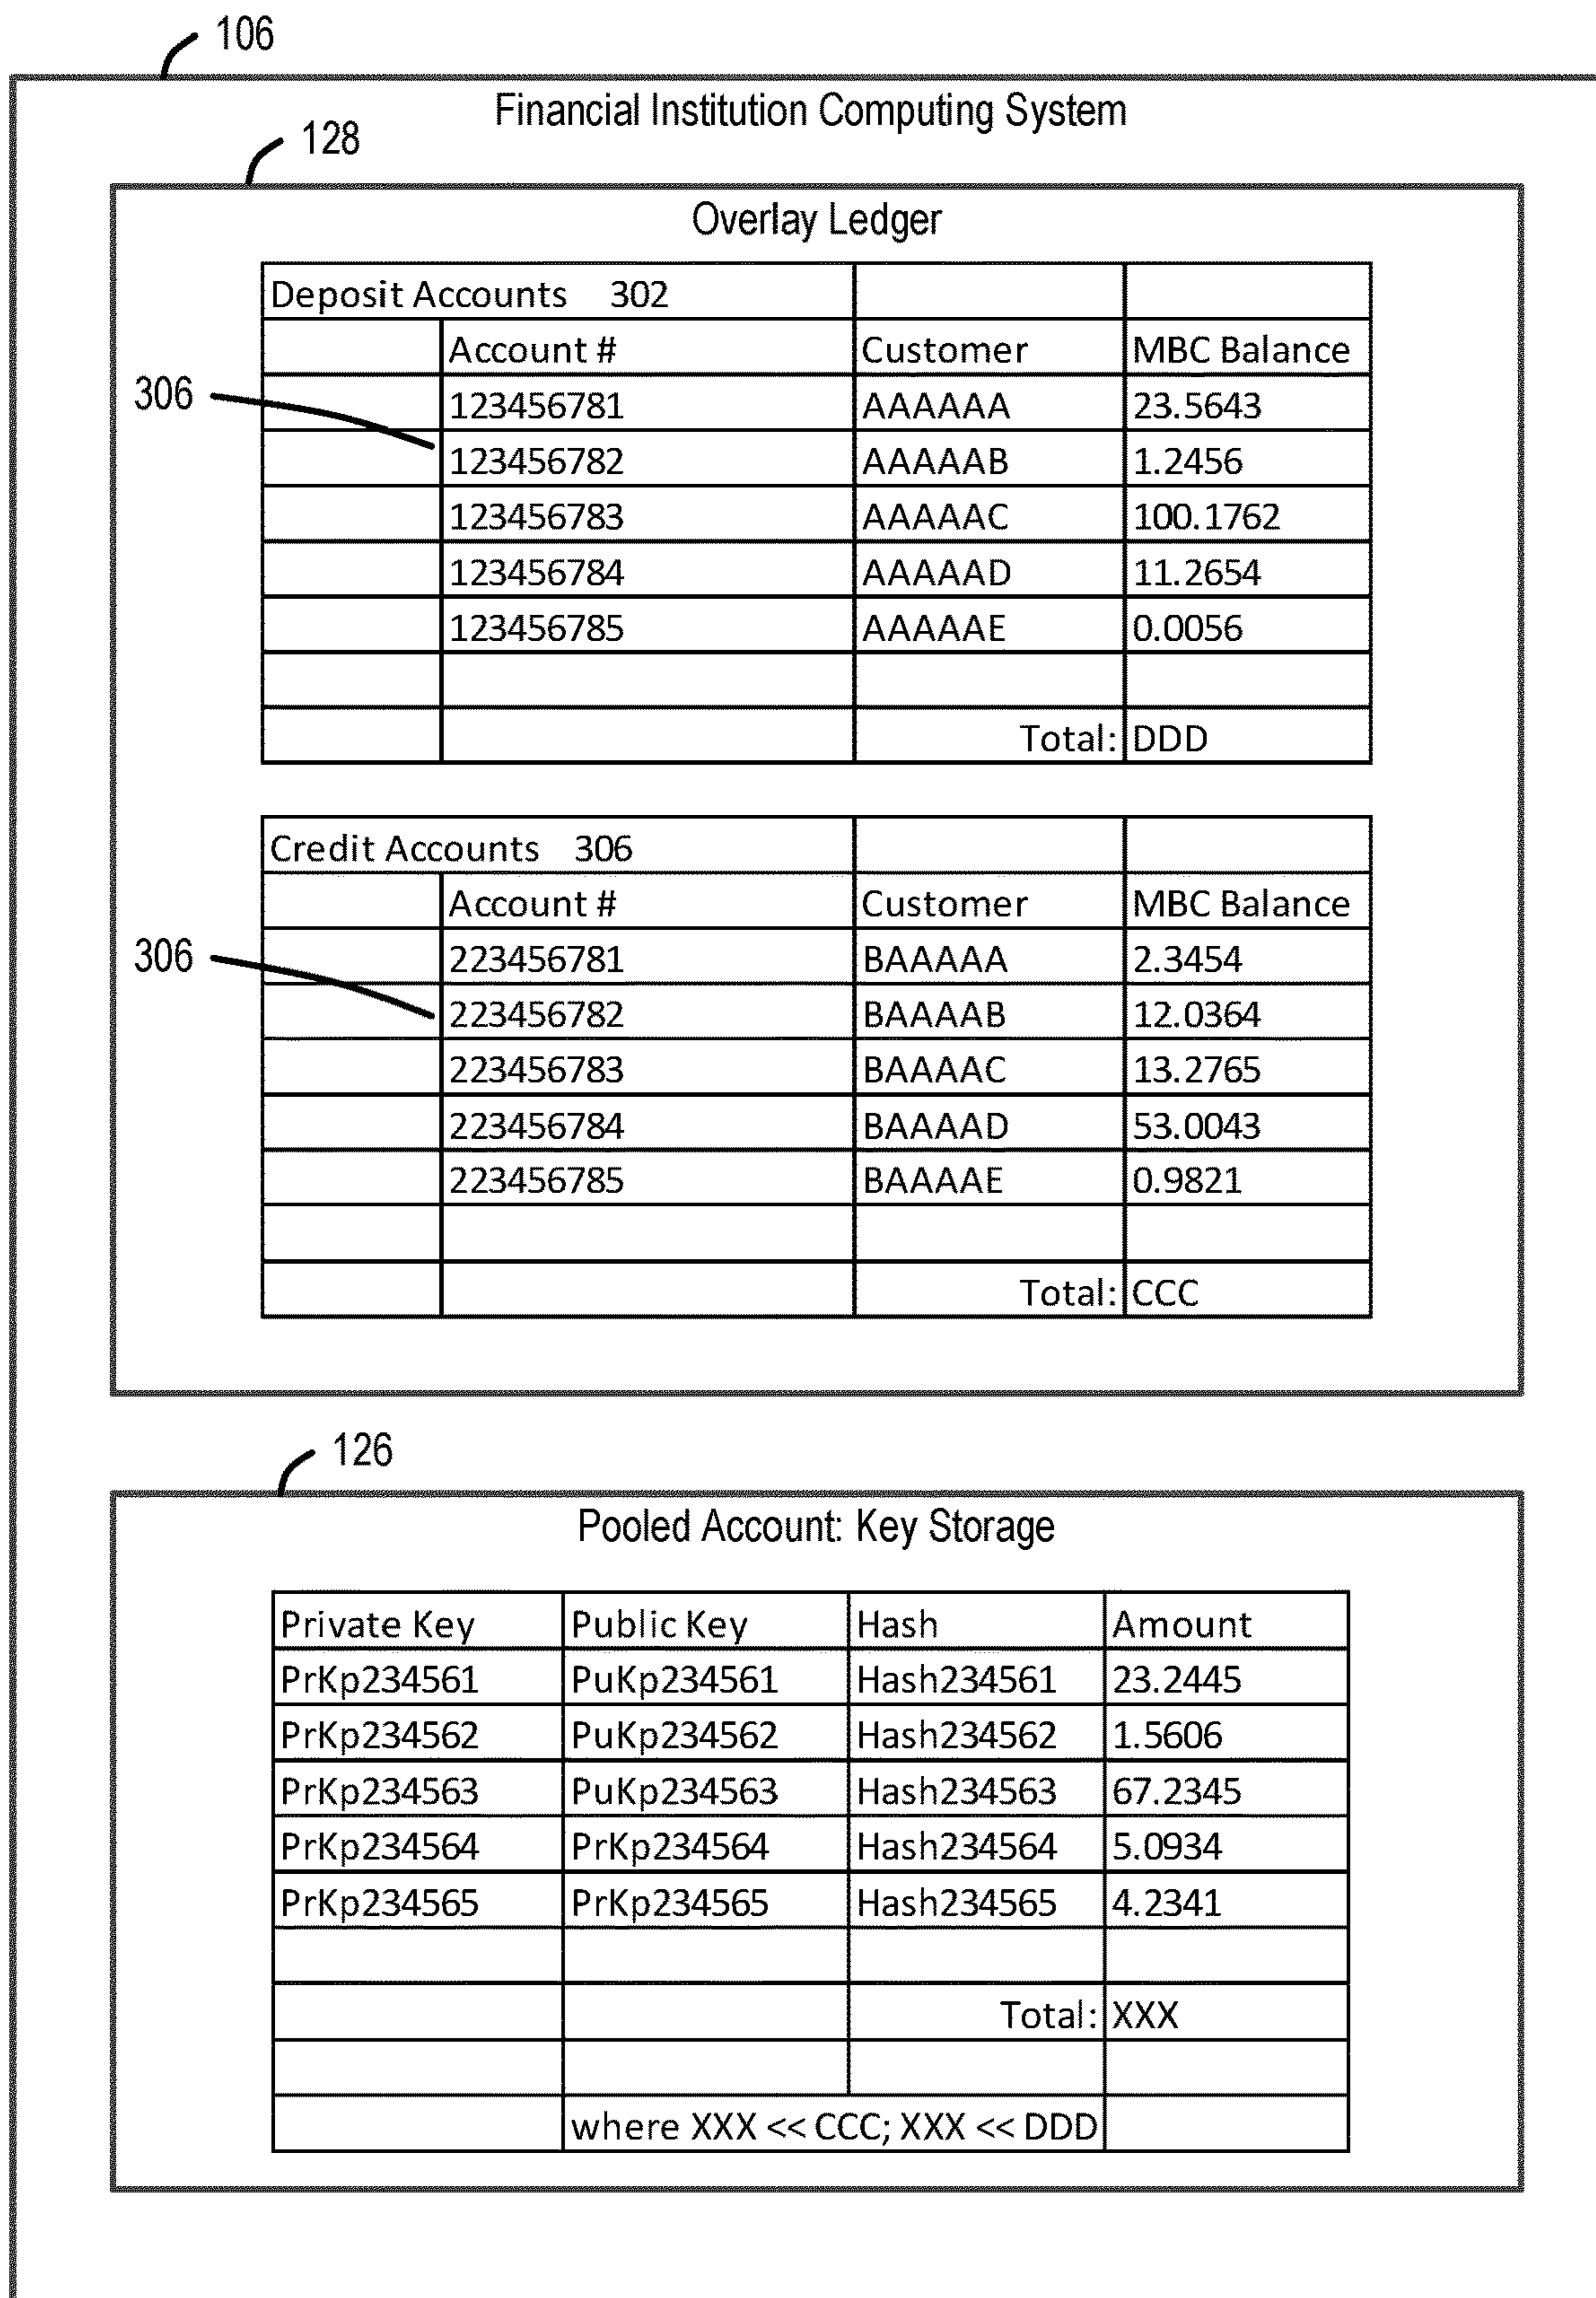 106
Financial Institution Computing System
128
Overlay Ledger
Deposit Accounts 302
Account # Customer MBC Balance
306
123456781 AAAAAA 23.5643
123456782 AAAAAB 1.2456
123456783 AAAAAC 100.1762
123456784 AAAAAD 11.2654
123456785 AAAAAE 0.0056
Total: DDD
Credit Accounts 306
Account # Customer MBC Balance
306
223456781 BAAAAA 2.3454
223456782 BAAAAB 12.0364
223456783 BAAAAC 13.2765
223456784 BAAAAD 53.0043
223456785 BAAAAE 0.9821
Total: CCC
126
Pooled Account: Key Storage
Private Key Public Key Hash Amount
PrKp234561 PuKp234561 Hash234561 23.2445
PrKp234562 PuKp234562 Hash234562 1.5606
PrKp234563 PuKp234563 Hash234563 67.2345
PrKp234564 PrKp234564 Hash234564 5.0934
PrKp234565 PrKp234565 Hash234565 4.2341
Total: XXX
where XXX << CCC; XXX << DDD